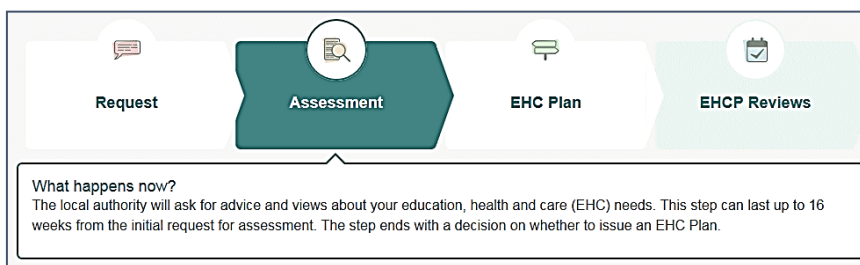 Request
Assessment
EHC Plan
EHCP Reviews
What happens now?
The local authority will ask for advice and views about your education, health and care (EHC) needs. This step can last up to 16
weeks from the initial request for assessment. The step ends with a decision on whether to issue an EHC Plan.